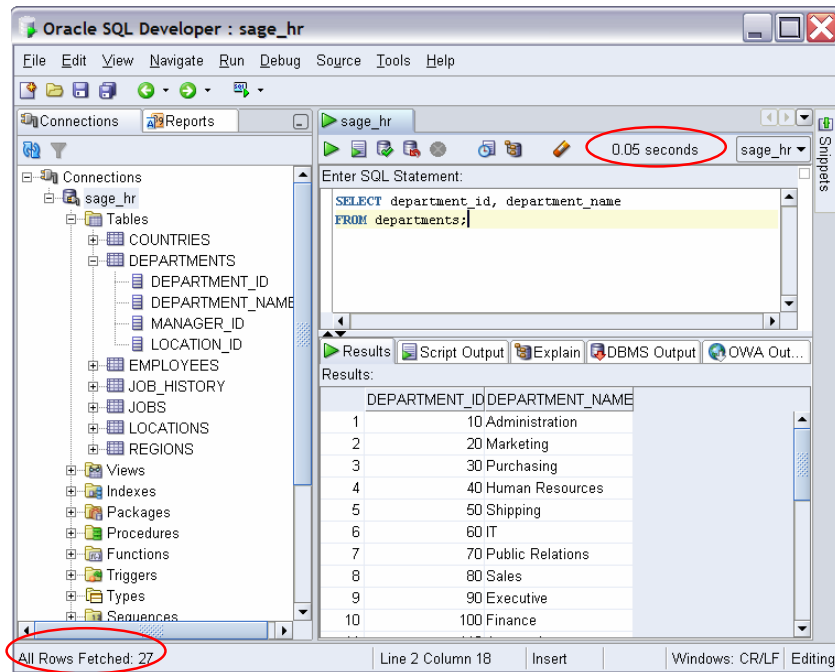 Oracle SQL Developer : sage_hr
File Edit View Navigate Run Debug Source Tools Help
Connections Reports
sage_hr
0.05 seconds
sage_hr
Snippets
Connections
sage_hr
Tables
COUNTRIES
DEPARTMENTS
DEPARTMENT_ID
DEPARTMENT_NAME
MANAGER_ID
LOCATION_ID
EMPLOYEES
JOB_HISTORY
JOBS
LOCATIONS
REGIONS
Views
Indexes
Packages
Procedures
Functions
Triggers
Types
Sequences
Enter SQL Statement:
SELECT department_id, department_name
FROM departments;
Results Script Output Explain DBMS Output OWA Out...
Results:
DEPARTMENT_ID DEPARTMENT_NAME
1 10 Administration
2 20 Marketing
3 30 Purchasing
4 40 Human Resources
5 50 Shipping
6 60 IT
7 70 Public Relations
8 80 Sales
9 90 Executive
10 100 Finance
All Rows Fetched: 27 Line 2 Column 18 Insert Windows: CR/LF Editing